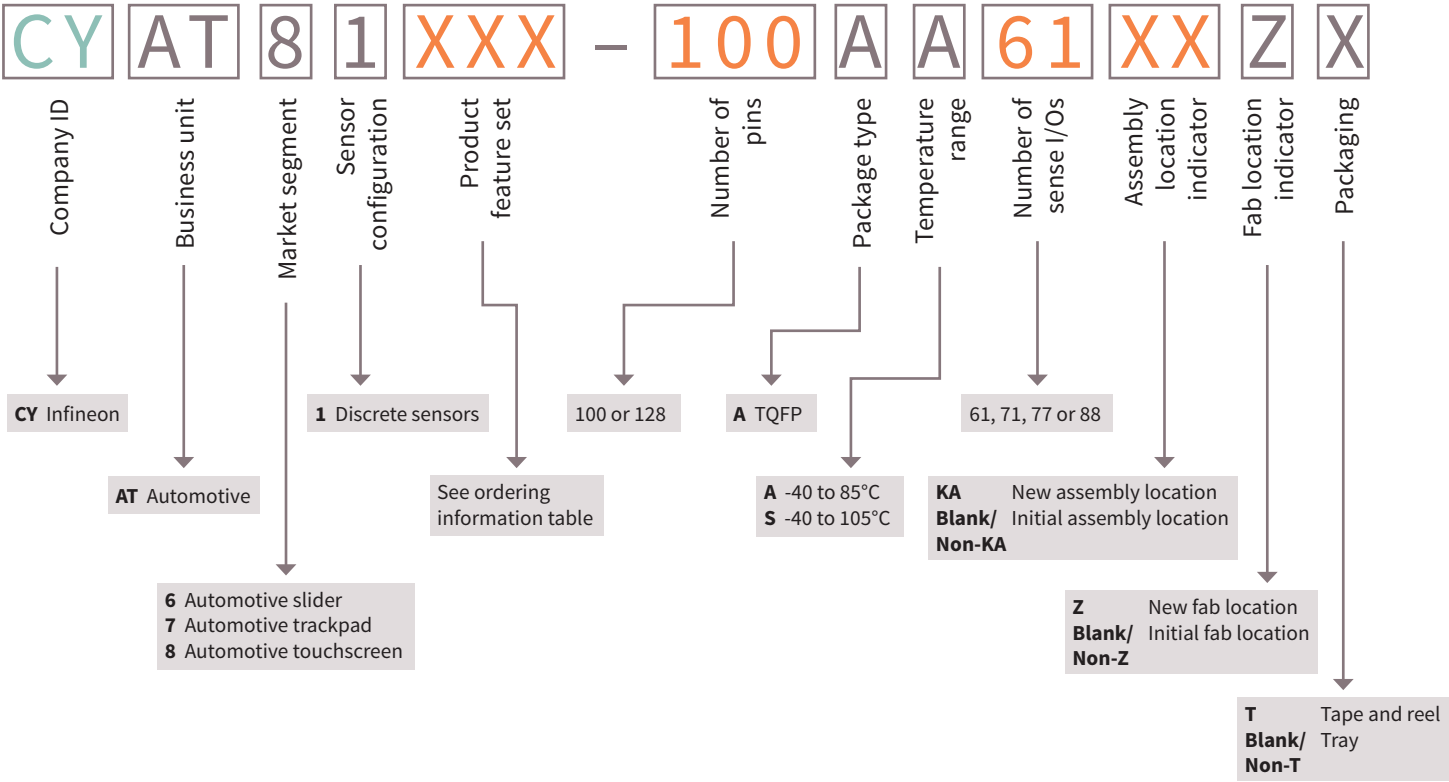 CY AT 8 1 XXX – 100 A A 61 XX Z X
Company ID
Business unit
Market segment
Sensor
configuration
Product
feature set
Number of
pins
Package type
Temperature
range
Number of
sense I/Os
Assembly
location
indicator
Fab location
indicator
Packaging
CY Infineon
1 Discrete sensors
100 or 128
A TQFP
61, 71, 77 or 88
AT Automotive
See ordering
information table
A -40 to 85°C
S -40 to 105°C
KA New assembly location
Blank/ Initial assembly location
Non-KA
6 Automotive slider
7 Automotive trackpad
8 Automotive touchscreen
Z New fab location
Blank/ Initial fab location
Non-Z
T Tape and reel
Blank/ Tray
Non-T